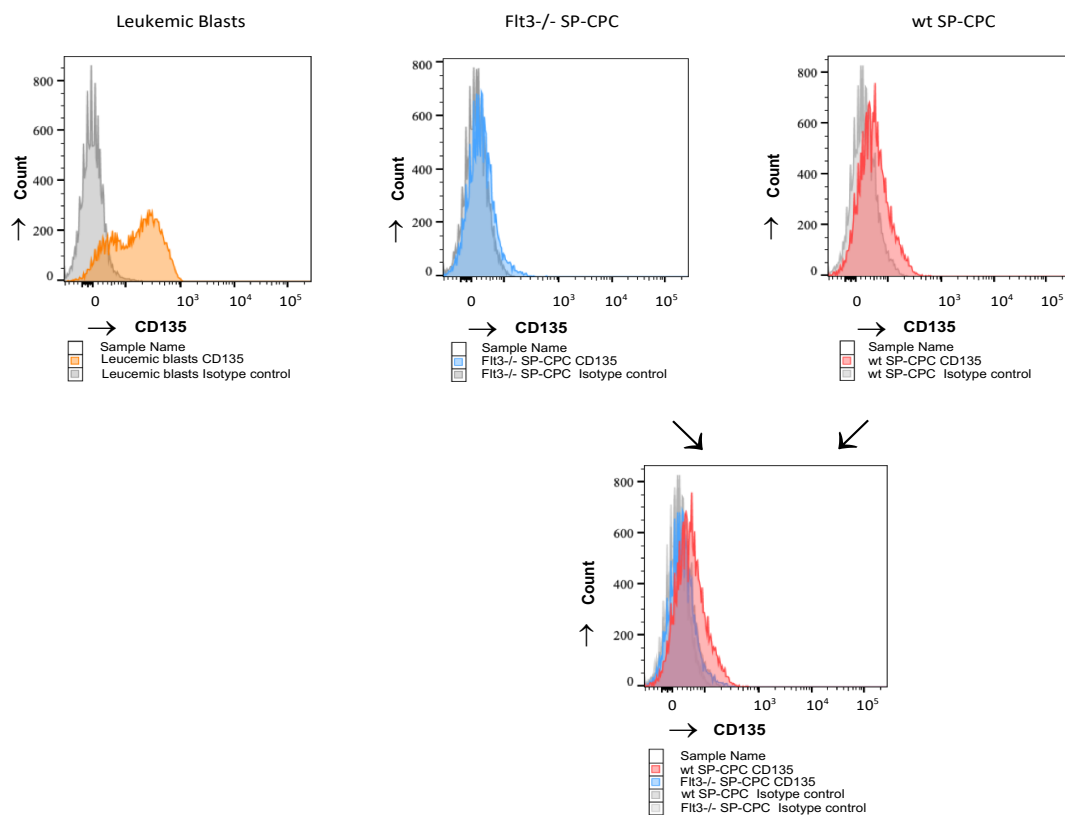 Leukemic Blasts
Flt3-/- SP-CPC
wt SP-CPC
800
600
400
200
0
→ Count
0 10³ 10⁴ 10⁵
→ CD135
Sample Name
Leucemic blasts CD135
Leucemic blasts Isotype control
800
600
400
200
0
→ Count
0 10³ 10⁴ 10⁵
→ CD135
Sample Name
Flt3-/- SP-CPC CD135
Flt3-/- SP-CPC Isotype control
800
600
400
200
0
→ Count
0 10³ 10⁴ 10⁵
→ CD135
Sample Name
wt SP-CPC CD135
wt SP-CPC Isotype control
800
600
400
200
0
→ Count
0 10³ 10⁴ 10⁵
→ CD135
Sample Name
wt SP-CPC CD135
Flt3-/- SP-CPC CD135
wt SP-CPC Isotype control
Flt3-/- SP-CPC Isotype control